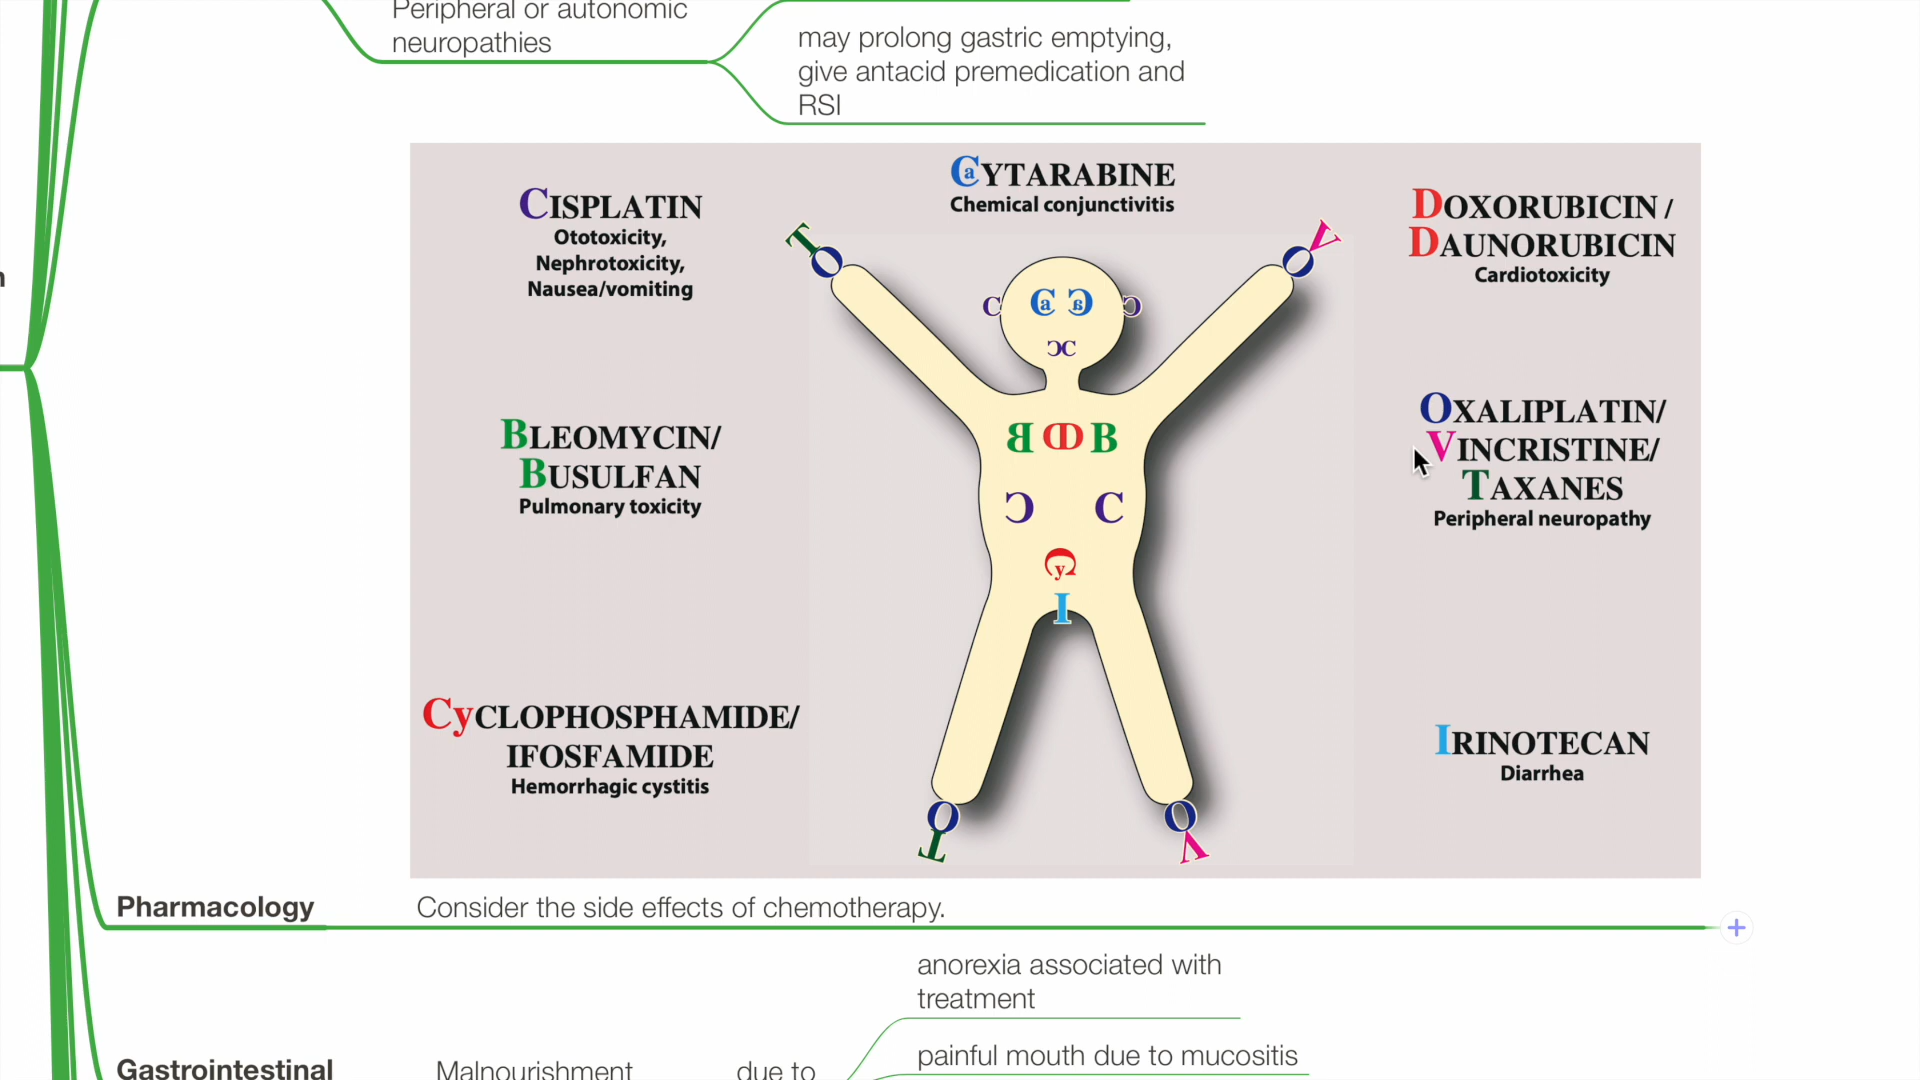 Peripheral or autonomic
neuropathies
may prolong gastric emptying,
give antacid premedication and
RSI
CYTARABINE
Chemical conjunctivitis
CISPLATIN
Ototoxicity,
Nephrotoxicity,
Nausea/vomiting
DOXORUBICIN /
DAUNORUBICIN
Cardiotoxicity
T O
O V
C Ca Ca C
C C
BLEOMYCIN/
BUSULFAN
Pulmonary toxicity
B D D B
C C
Cy
I
OXALIPLATIN/
VINCRISTINE/
TAXANES
Peripheral neuropathy
CyCLOPHOSPHAMIDE/
IFOSFAMIDE
Hemorrhagic cystitis
IRINOTECAN
Diarrhea
O O
T V
Pharmacology
Consider the side effects of chemotherapy.
anorexia associated with
treatment
painful mouth due to mucositis
Gastrointestinal
Malnourishment
due to